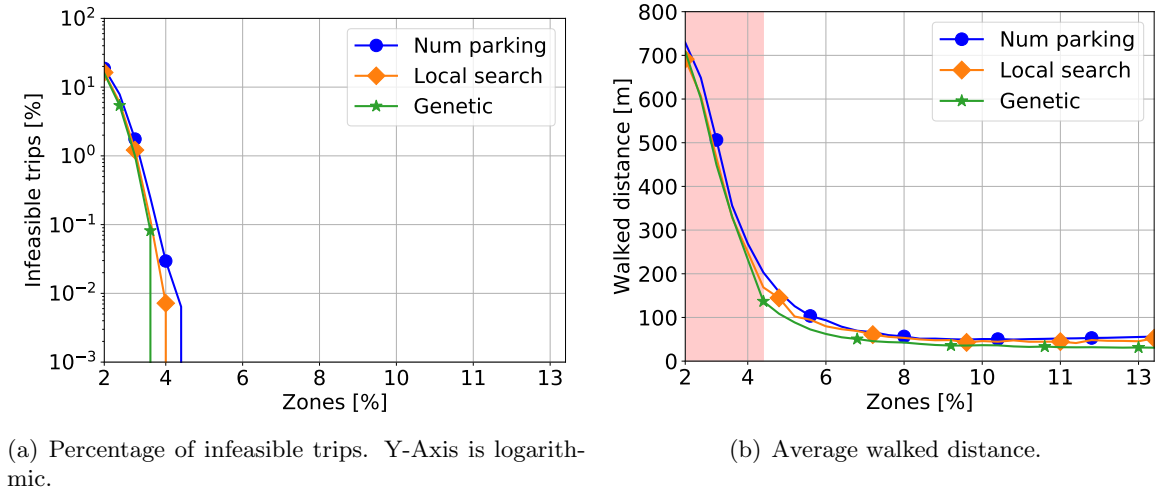 10^2
10^1
10^0
10^{-1}
10^{-2}
10^{-3}
Infeasible trips [%]
2 4 6 8 10 11 13
Zones [%]
Num parking
Local search
Genetic
(a) Percentage of infeasible trips. Y-Axis is logarith-
mic.
800
700
600
500
400
300
200
100
0
Walked distance [m]
2 4 6 8 10 11 13
Zones [%]
Num parking
Local search
Genetic
(b) Average walked distance.